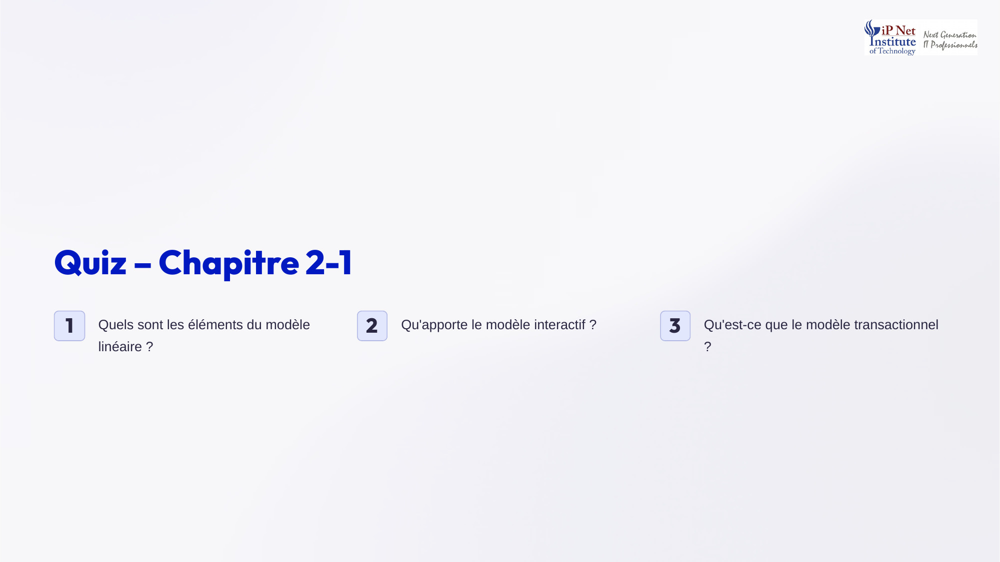 iP Net
Institute
of Technology
Next Generation
IT Professionnels
Quiz – Chapitre 2-1
1
Quels sont les éléments du modèle
linéaire ?
2
Qu'apporte le modèle interactif ?
3
Qu'est-ce que le modèle transactionnel
?